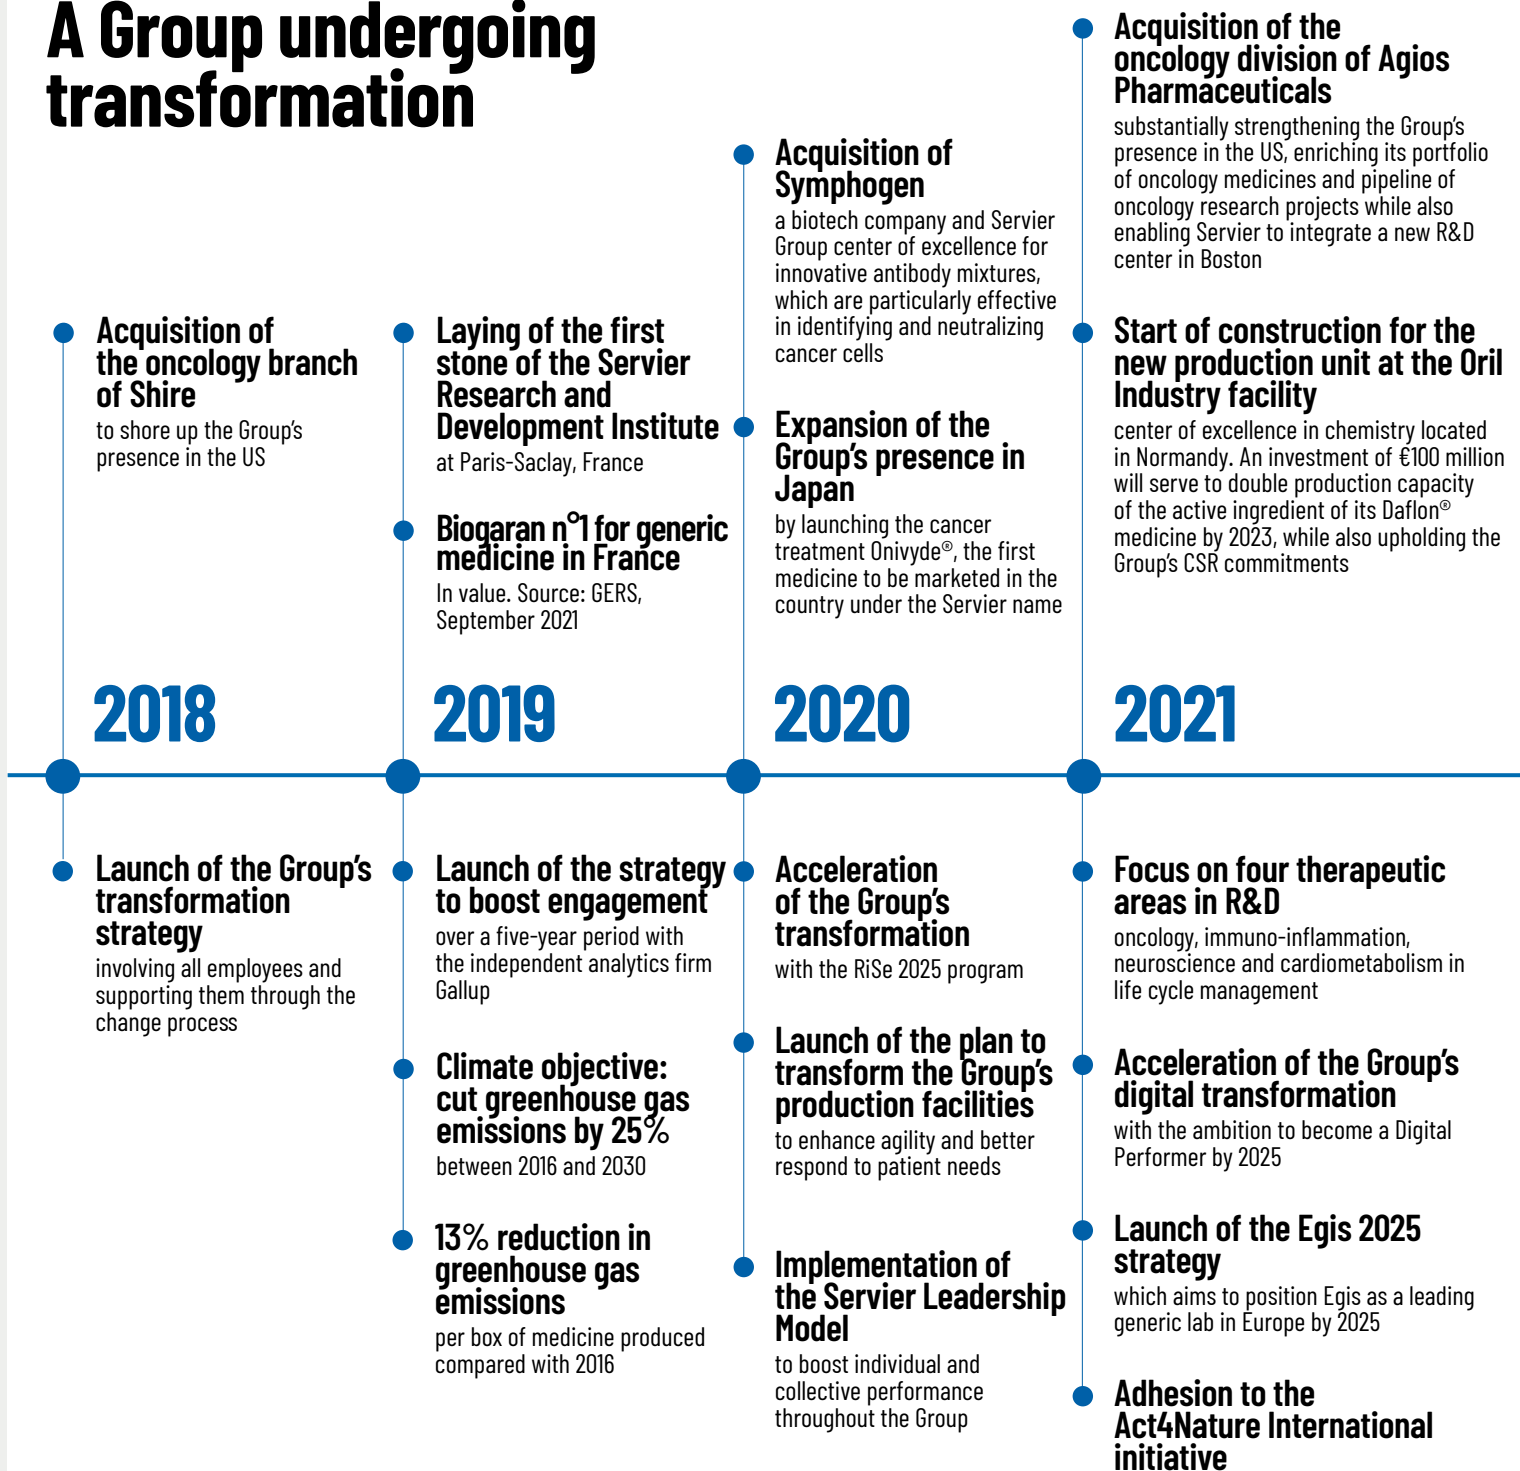 A Group undergoing
transformation
Acquisition of
the oncology branch
of Shire
to shore up the Group's
presence in the US
Laying of the first
stone of the Servier
Research and
Development Institute
at Paris-Saclay, France
Biogaran n°1 for generic
medicine in France
In value. Source: GERS,
September 2021
Acquisition of
Symphogen
a biotech company and Servier
Group center of excellence for
innovative antibody mixtures,
which are particularly effective
in identifying and neutralizing
cancer cells
Expansion of the
Group's presence in
Japan
by launching the cancer
treatment Onivyde®, the first
medicine to be marketed in the
country under the Servier name
Acquisition of the
oncology division of Agios
Pharmaceuticals
substantially strengthening the Group's
presence in the US, enriching its portfolio
of oncology medicines and pipeline of
oncology research projects while also
enabling Servier to integrate a new R&D
center in Boston
Start of construction for the
new production unit at the Oril
Industry facility
center of excellence in chemistry located
in Normandy. An investment of €100 million
will serve to double production capacity
of the active ingredient of its Daflon®
medicine by 2023, while also upholding the
Group's CSR commitments
2018
2019
2020
2021
Launch of the Group's
transformation
strategy
involving all employees and
supporting them through the
change process
Launch of the strategy
to boost engagement
over a five-year period with
the independent analytics firm
Gallup
Climate objective:
cut greenhouse gas
emissions by 25%
between 2016 and 2030
13% reduction in
greenhouse gas
emissions
per box of medicine produced
compared with 2016
Acceleration
of the Group's
transformation
with the RiSe 2025 program
Launch of the plan to
transform the Group's
production facilities
to enhance agility and better
respond to patient needs
Implementation of
the Servier Leadership
Model
to boost individual and
collective performance
throughout the Group
Focus on four therapeutic
areas in R&D
oncology, immuno-inflammation,
neuroscience and cardiometabolism in
life cycle management
Acceleration of the Group's
digital transformation
with the ambition to become a Digital
Performer by 2025
Launch of the Egis 2025
strategy
which aims to position Egis as a leading
generic lab in Europe by 2025
Adhesion to the
Act4Nature International
initiative